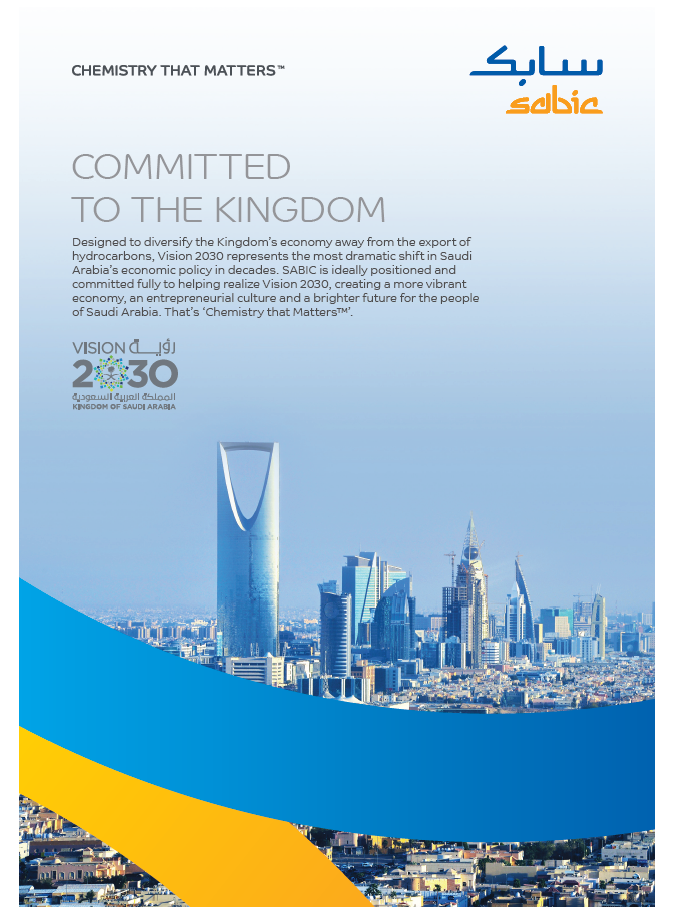 CHEMISTRY THAT MATTERS™
سابك
sabic
COMMITTED
TO THE KINGDOM
Designed to diversify the Kingdom's economy away from the export of
hydrocarbons, Vision 2030 represents the most dramatic shift in Saudi
Arabia's economic policy in decades. SABIC is ideally positioned and
committed fully to helping realize Vision 2030, creating a more vibrant
economy, an entrepreneurial culture and a brighter future for the people
of Saudi Arabia. That's ‘Chemistry that Matters™’.
VISION رؤيــة
2030
المملكة العربية السعودية
KINGDOM OF SAUDI ARABIA